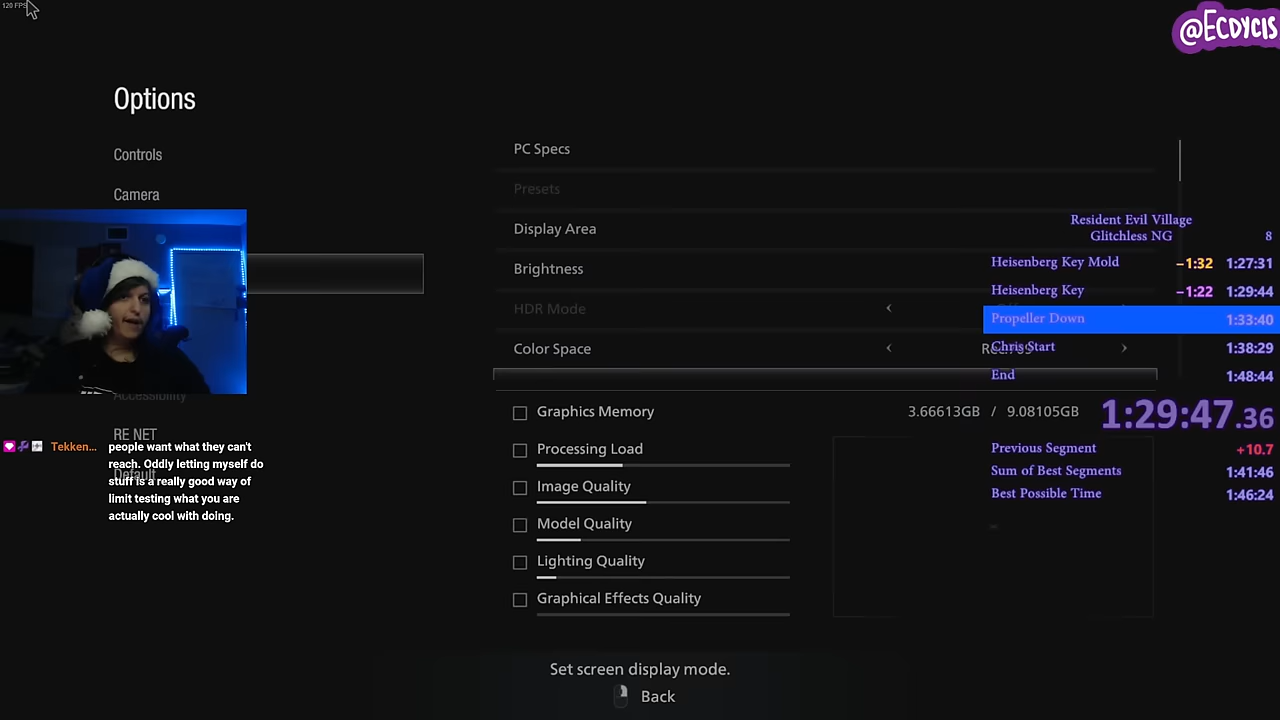 120 FPS
@ECDYCIS
Options
Controls
Camera
Accessibility
RE NET
Default
PC Specs
Presets
Display Area
Brightness
HDR Mode
Color Space
Graphics Memory 3.66613GB / 9.08105GB
Processing Load
Image Quality
Model Quality
Lighting Quality
Graphical Effects Quality
Set screen display mode.
Back
Tekken... people want what they can't
reach. Oddly letting myself do
stuff is a really good way of
limit testing what you are
actually cool with doing.
Resident Evil Village
Glitchless NG 8
Heisenberg Key Mold −1:32 1:27:31
Heisenberg Key −1:22 1:29:44
Propeller Down 1:33:40
Chris Start 1:38:29
End 1:48:44
1:29:47.36
Previous Segment +10.7
Sum of Best Segments 1:41:46
Best Possible Time 1:46:24